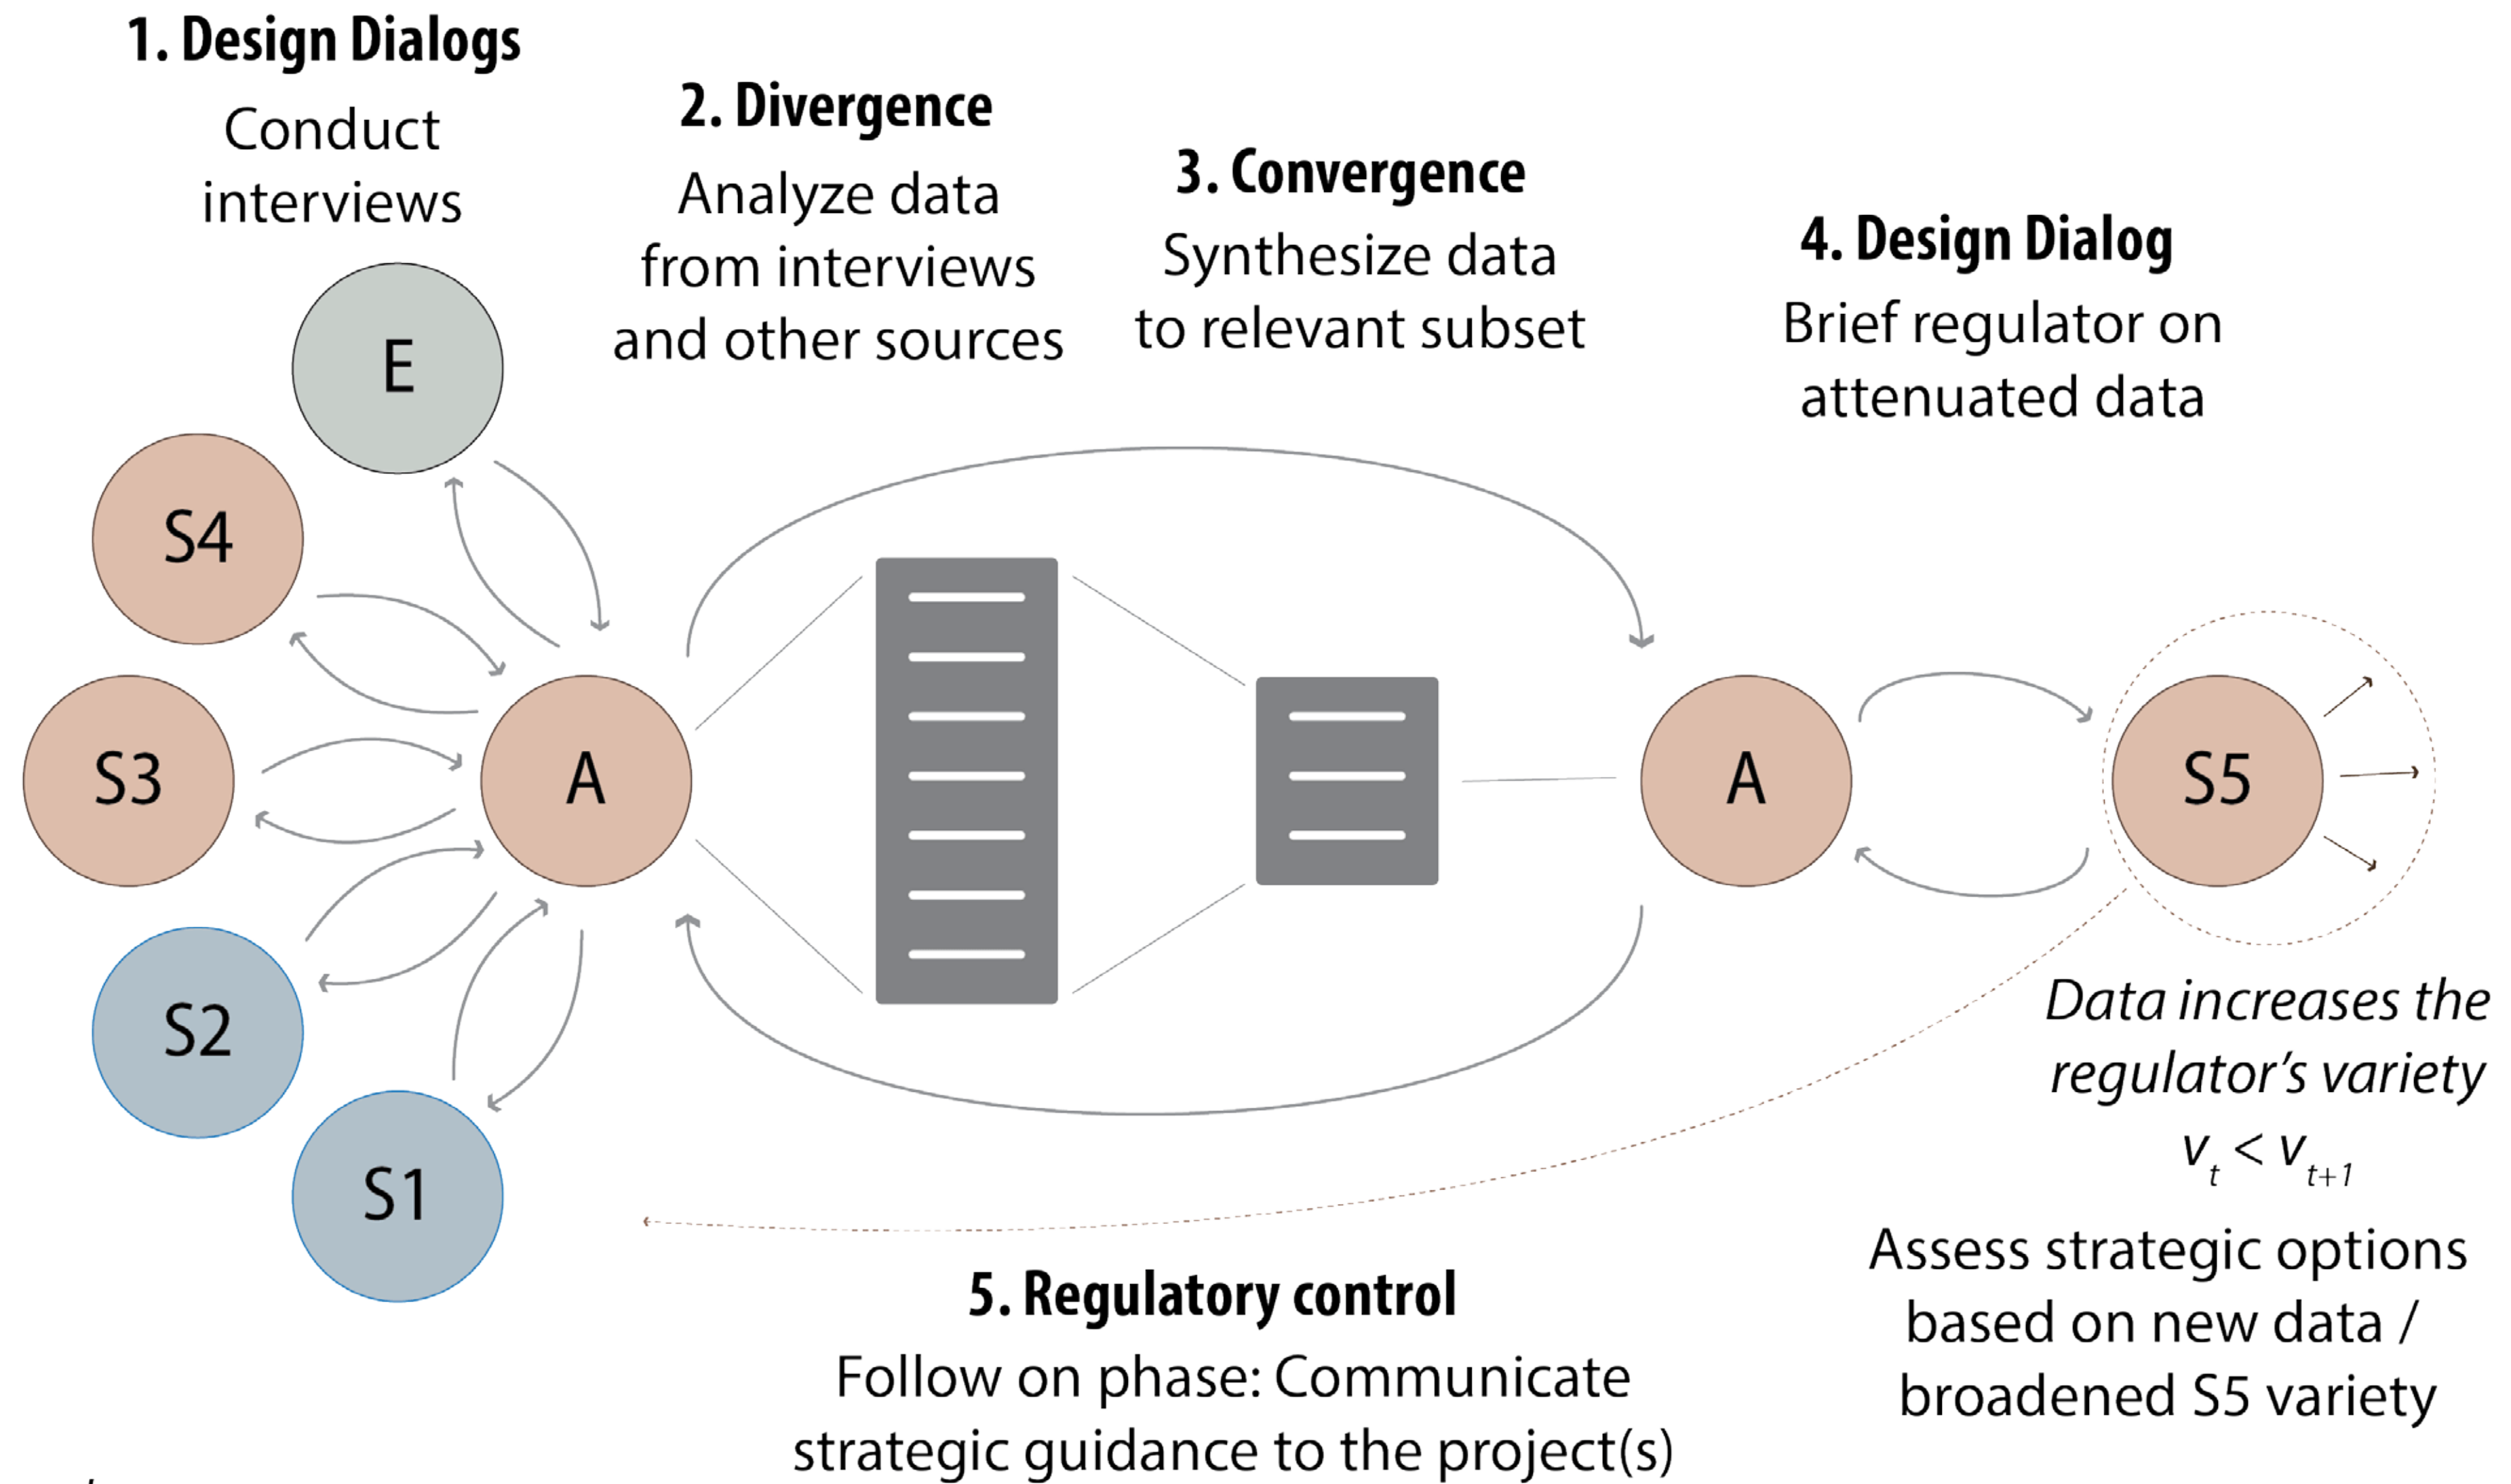 1. Design Dialogs
Conduct
interviews
2. Divergence
Analyze data
from interviews
and other sources
3. Convergence
Synthesize data
to relevant subset
4. Design Dialog
Brief regulator on
attenuated data
E
S4
S3
A
A
S5
S2
S1
Data increases the
regulator’s variety
v t < v t+1
Assess strategic options
based on new data /
broadened S5 variety
5. Regulatory control
Follow on phase: Communicate
strategic guidance to the project(s)